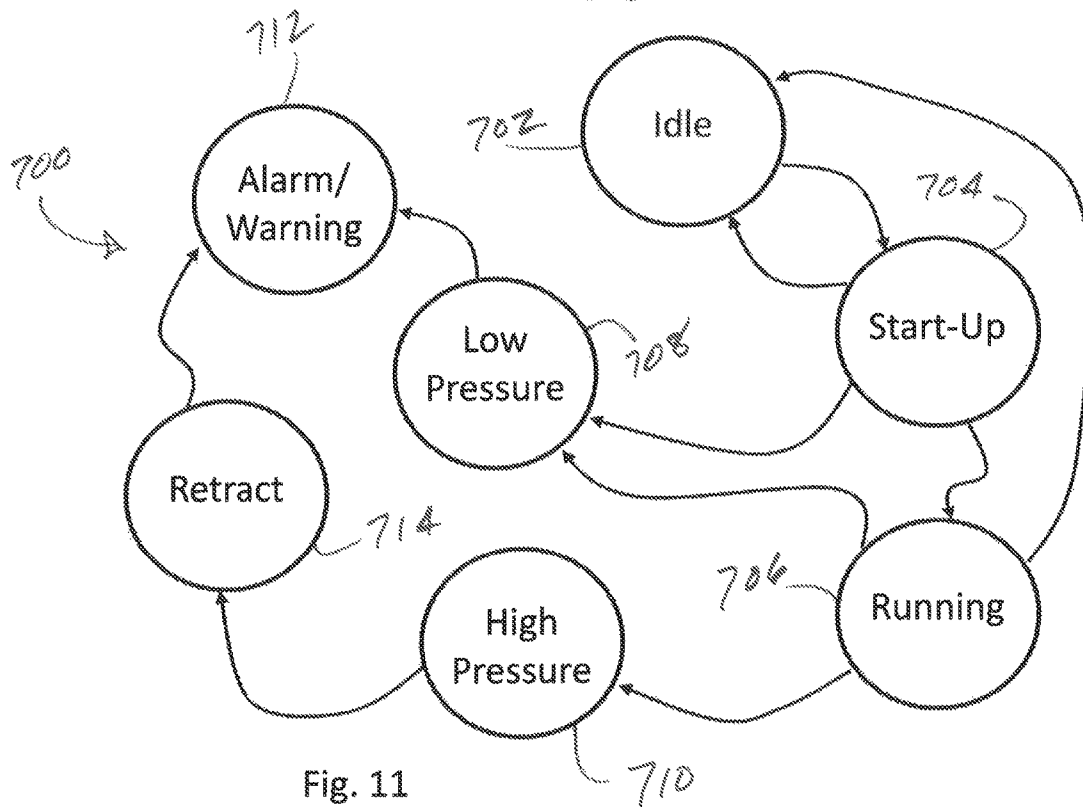 712
702
Idle
700
Alarm/
Warning
704
Start-Up
Low
Pressure
708
Retract
714
High
Pressure
706
Running
710
Fig. 11